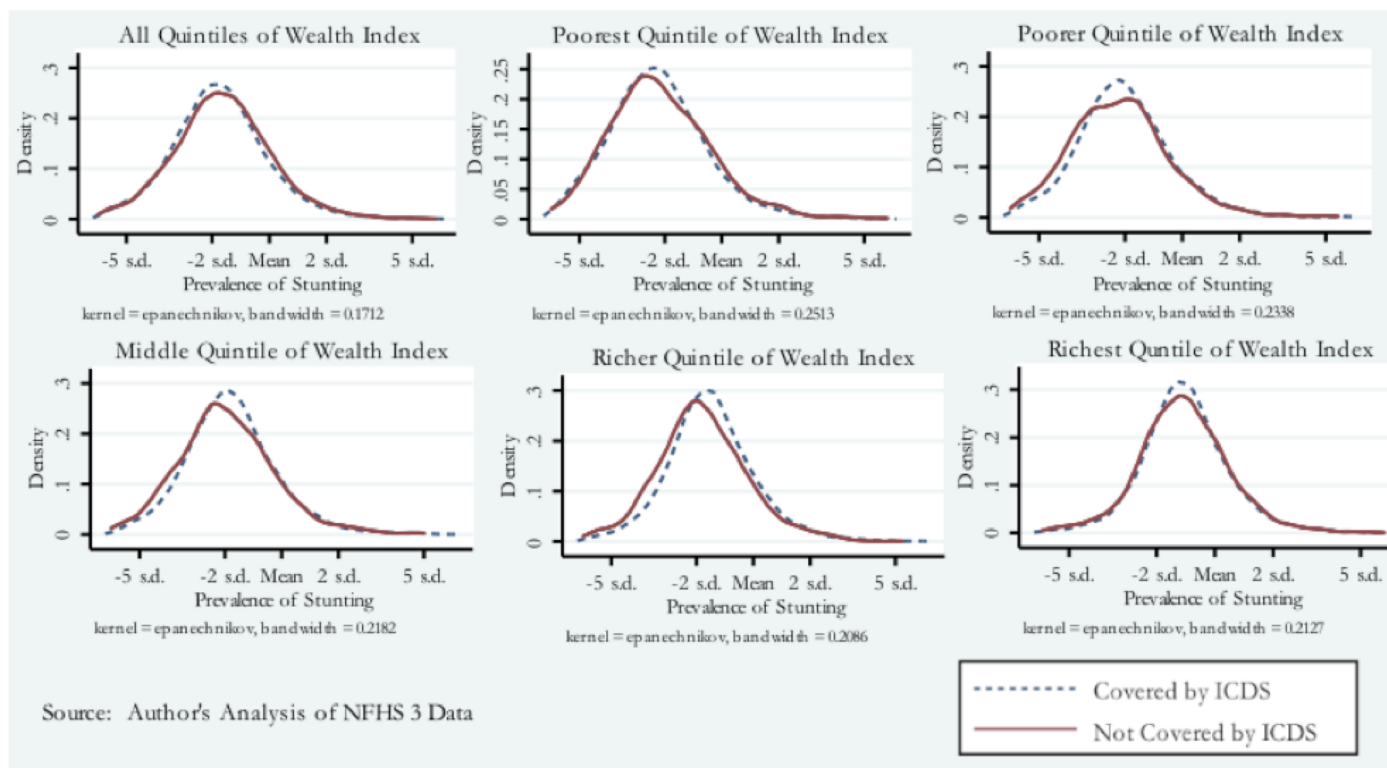 All Quintiles of Wealth Index
Density
.3
.2
.1
0
-5 s.d. -2 s.d. Mean 2 s.d. 5 s.d.
Prevalence of Stunting
kernel = epanechnikov, bandwidth = 0.1712
Poorest Quintile of Wealth Index
Density
.25
.2
.15
.1
.05
0
-5 s.d. -2 s.d. Mean 2 s.d. 5 s.d.
Prevalence of Stunting
kernel = epanechnikov, bandwidth = 0.2513
Poorer Quintile of Wealth Index
Density
.3
.2
.1
0
-5 s.d. -2 s.d. Mean 2 s.d. 5 s.d.
Prevalence of Stunting
kernel = epanechnikov, bandwidth = 0.2338
Middle Quintile of Wealth Index
Density
.3
.2
.1
0
-5 s.d. -2 s.d. Mean 2 s.d. 5 s.d.
Prevalence of Stunting
kernel = epanechnikov, bandwidth = 0.2182
Richer Quintile of Wealth Index
Density
.3
.2
.1
0
-5 s.d. -2 s.d. Mean 2 s.d. 5 s.d.
Prevalence of Stunting
kernel = epanechnikov, bandwidth = 0.2086
Richest Quntile of Wealth Index
Density
.3
.2
.1
0
-5 s.d. -2 s.d. Mean 2 s.d. 5 s.d.
Prevalence of Stunting
kernel = epanechnikov, bandwidth = 0.2127
Source: Author's Analysis of NFHS 3 Data
Covered by ICDS
Not Covered by ICDS